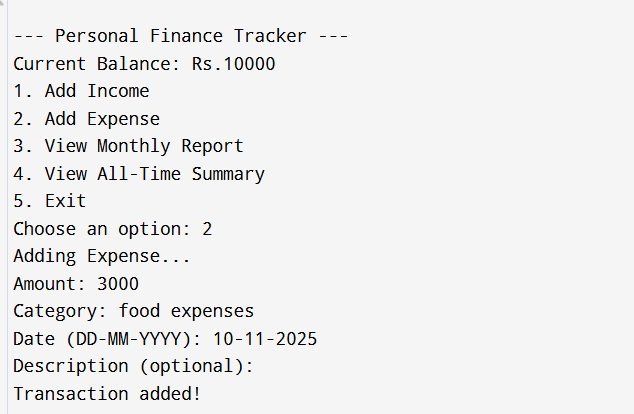 --- Personal Finance Tracker ---
Current Balance: Rs.10000
1. Add Income
2. Add Expense
3. View Monthly Report
4. View All-Time Summary
5. Exit
Choose an option: 2
Adding Expense...
Amount: 3000
Category: food expenses
Date (DD-MM-YYYY): 10-11-2025
Description (optional):
Transaction added!